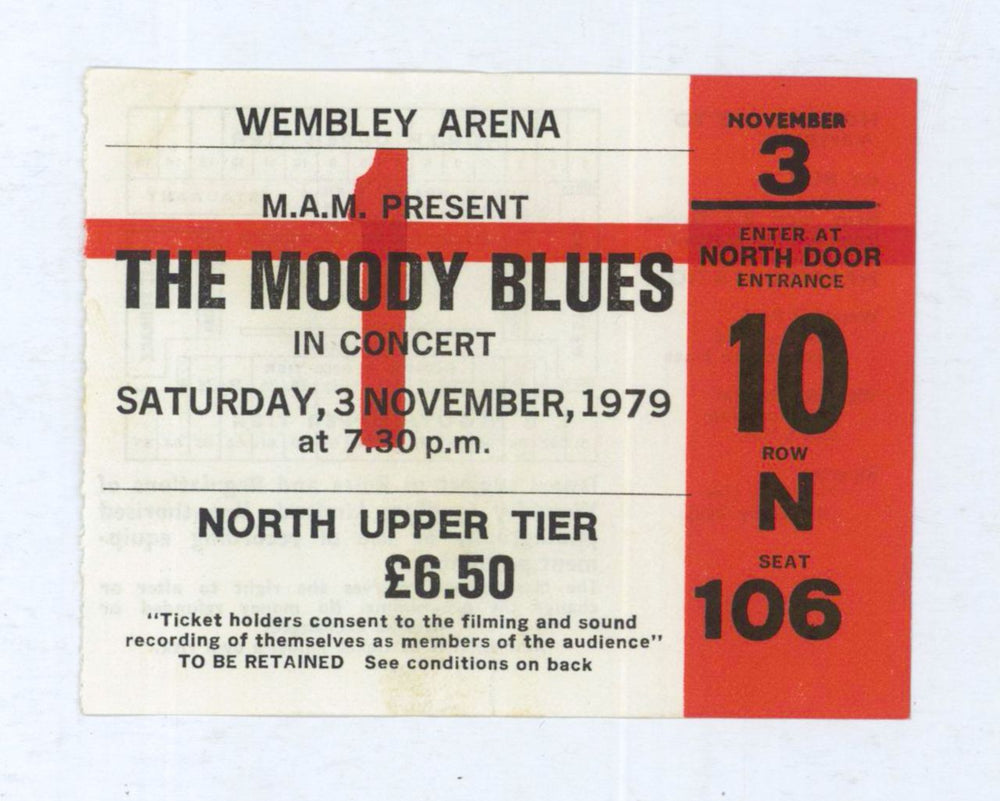 WEMBLEY ARENA
M.A.M. PRESENT
THE MOODY BLUES
IN CONCERT
SATURDAY, 3 NOVEMBER, 1979
at 7.30 p.m.
NORTH UPPER TIER
£6.50
"Ticket holders consent to the filming and sound
recording of themselves as members of the audience"
TO BE RETAINED See conditions on back
1
NOVEMBER
3
ENTER AT
NORTH DOOR
ENTRANCE
10
ROW
N
SEAT
106